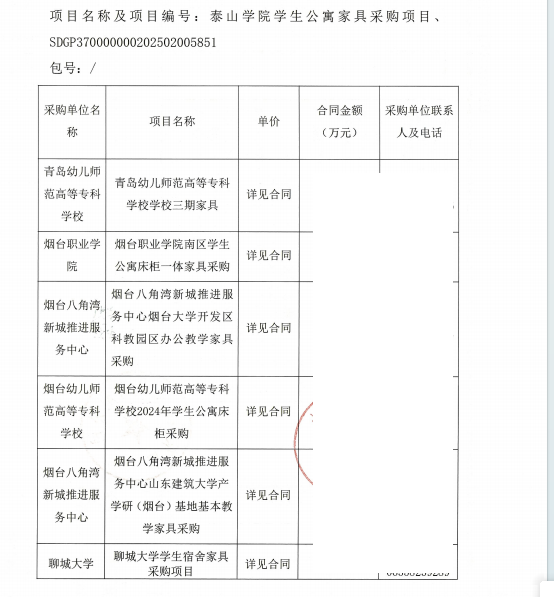 项目名称及项目编号：泰山学院学生公寓家具采购项目、
SDGP370000000202502005851
包号：/
采购单位名称
项目名称
单价
合同金额
（万元）
采购单位联系
人及电话
青岛幼儿师
范高等专科
学校
青岛幼儿师范高等专科
学校学校三期家具
详见合同
烟台职业学
院
烟台职业学院南区学生
公寓床柜一体家具采购
详见合同
烟台八角湾
新城推进服
务中心
烟台八角湾新城推进服
务中心烟台大学开发区
科教园区办公教学家具
采购
详见合同
烟台幼儿师
范高等专科
学校
烟台幼儿师范高等专科
学校2024年学生公寓床
柜采购
详见合同
烟台八角湾
新城推进服
务中心
烟台八角湾新城推进服
务中心山东建筑大学产
学研（烟台）基地基本教
学家具采购
详见合同
聊城大学
聊城大学学生宿舍家具
采购项目
详见合同